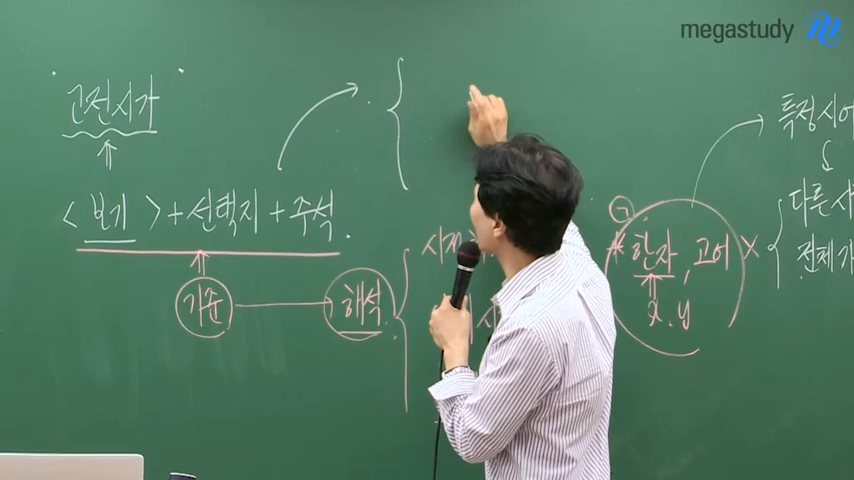 megastudy
고전시가
<보기>+선택지+주석.
기준
해석
G
*한자, 고어 X
x. y
특정시어
다른
전체